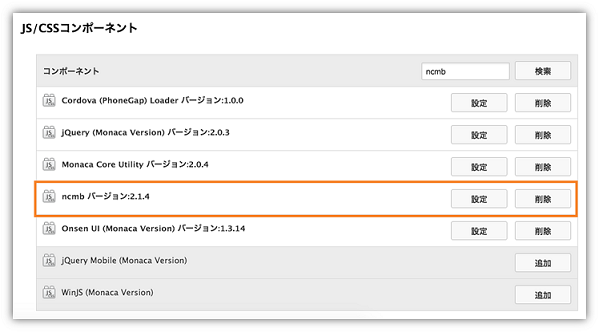 JS/CSSコンポーネント
コンポーネント ncmb 検索
Cordova (PhoneGap) Loader バージョン:1.0.0 設定 削除
jQuery (Monaca Version) バージョン:2.0.3 設定 削除
Monaca Core Utility バージョン:2.0.4 設定 削除
ncmb バージョン:2.1.4 設定 削除
Onsen UI (Monaca Version) バージョン:1.3.14 設定 削除
jQuery Mobile (Monaca Version) 追加
WinJS (Monaca Version) 追加